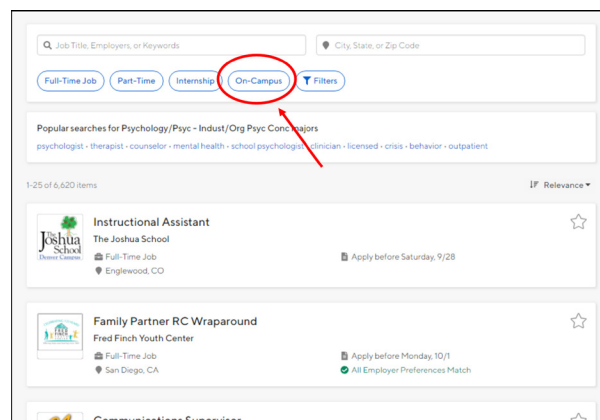 Job Title, Employers, or Keywords
City, State, or Zip Code
Full-Time Job
Part-Time
Internship
On-Campus
Filters
Popular searches for Psychology/Psyc - Indust/Org Psyc Conc majors
psychologist • therapist • counselor • mental health • school psychologist • clinician • licensed • crisis • behavior • outpatient
1-25 of 6,620 items
Relevance
The Joshua School
Denver Campus
Instructional Assistant
The Joshua School
Full-Time Job
Apply before Saturday, 9/28
Englewood, CO
FRED FINCH
Family Partner RC Wraparound
Fred Finch Youth Center
Full-Time Job
Apply before Monday, 10/1
San Diego, CA
All Employer Preferences Match
Communications Supervisor